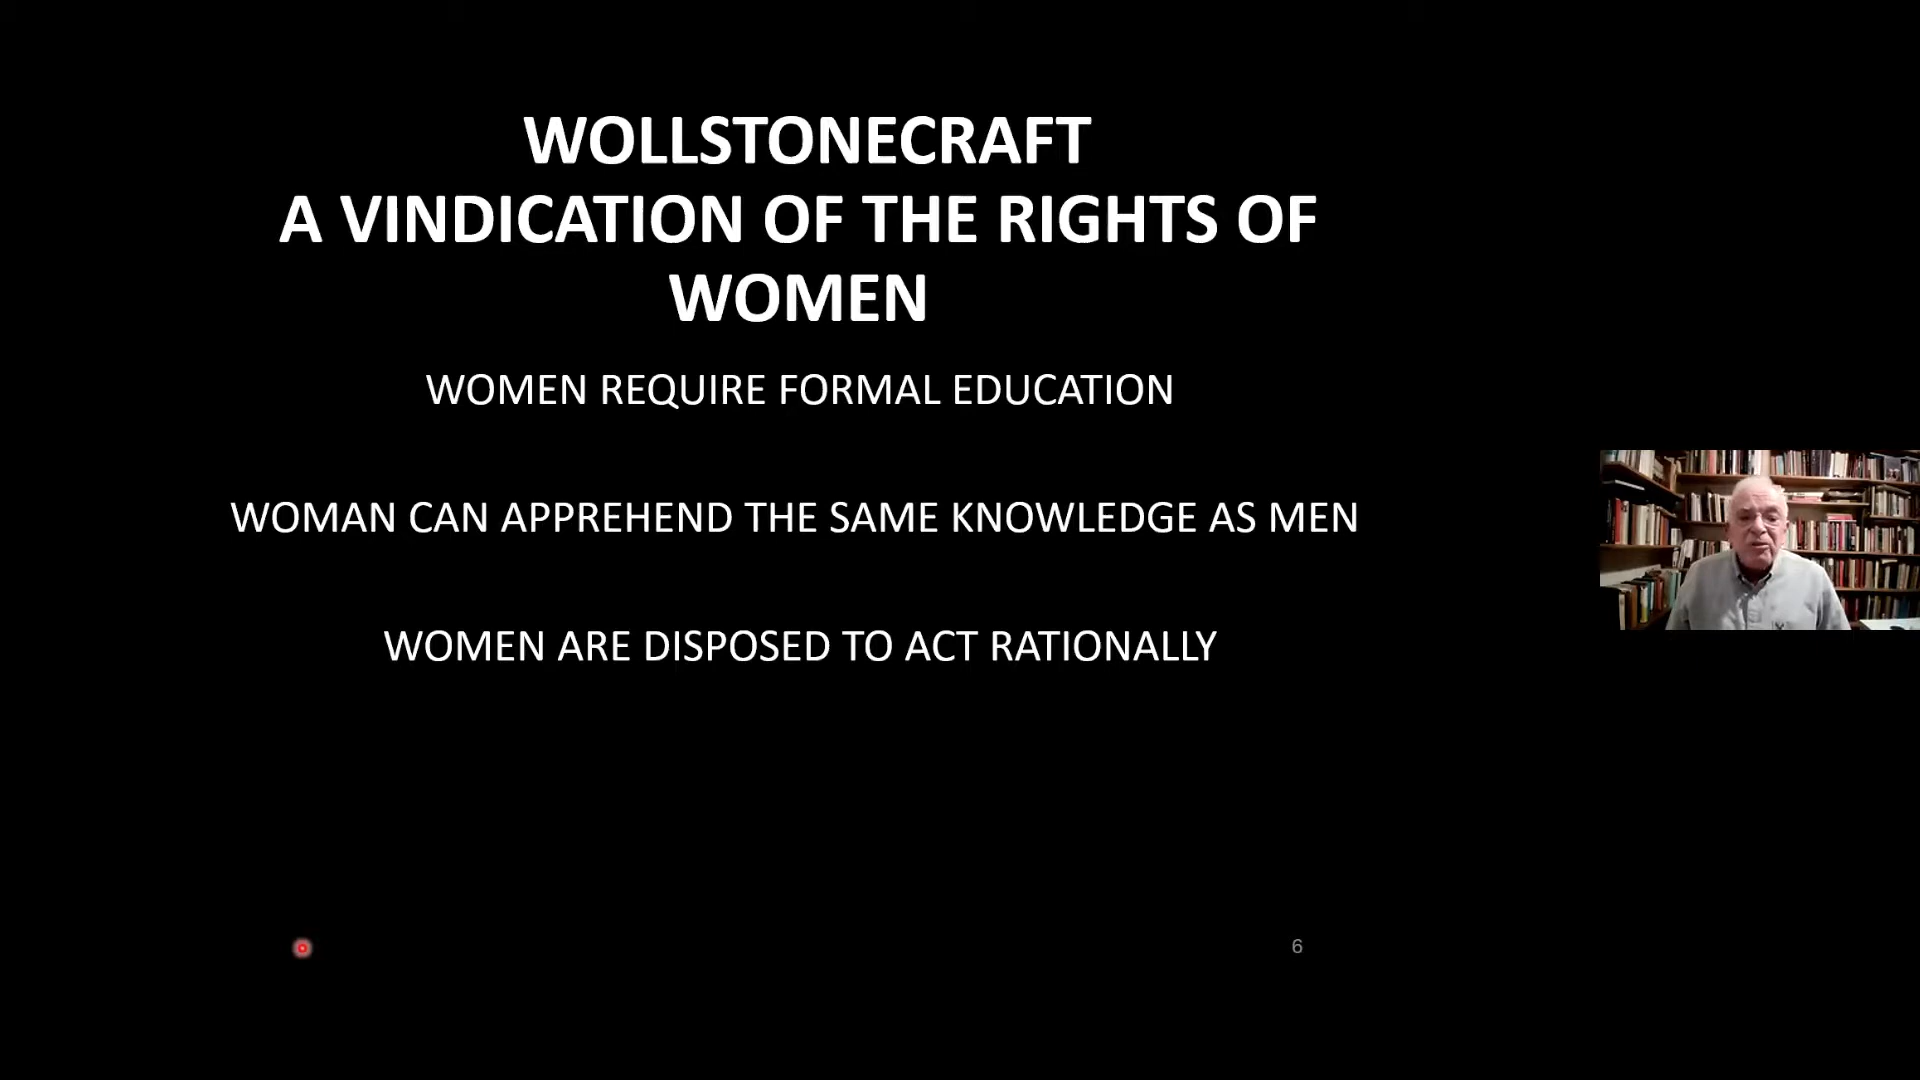 WOLLSTONECRAFT
A VINDICATION OF THE RIGHTS OF
WOMEN
WOMEN REQUIRE FORMAL EDUCATION
WOMAN CAN APPREHEND THE SAME KNOWLEDGE AS MEN
WOMEN ARE DISPOSED TO ACT RATIONALLY
6